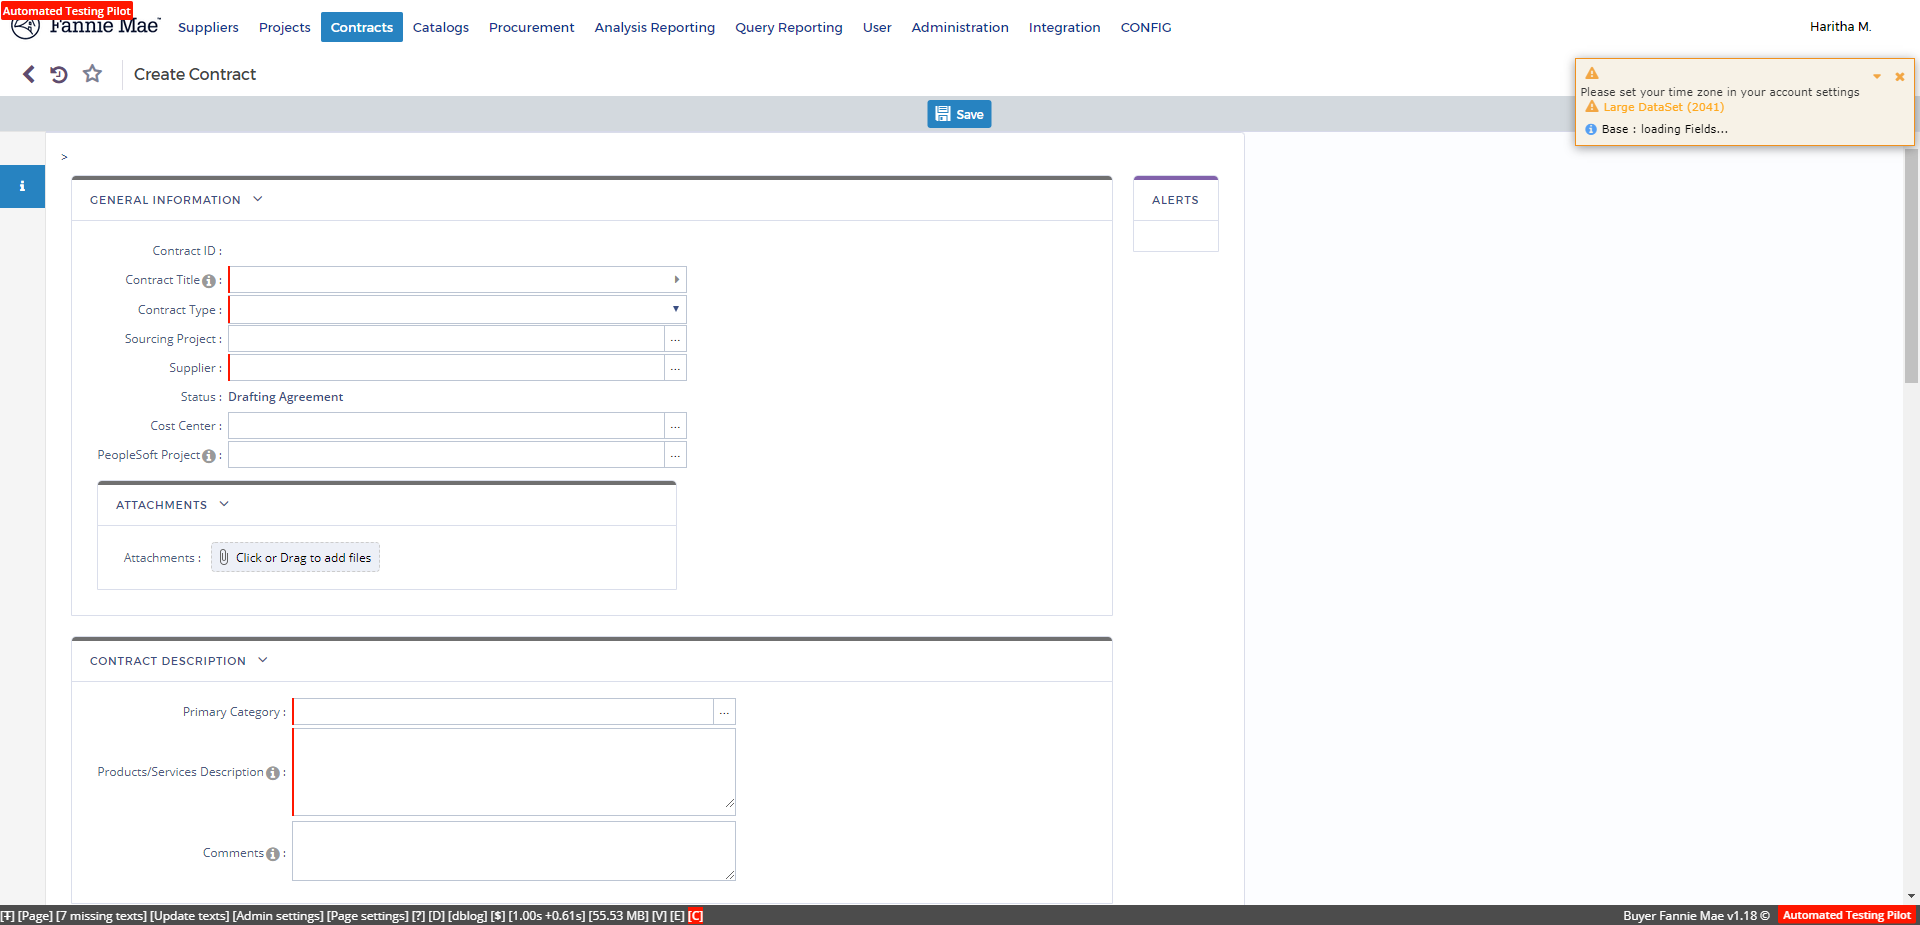 Automated Testing Pilot
Fannie Mae
Suppliers Projects Contracts Catalogs Procurement Analysis Reporting Query Reporting User Administration Integration CONFIG
Haritha M.
Create Contract
Please set your time zone in your account settings
Large DataSet (2041)
Base : loading Fields...
Save
>
GENERAL INFORMATION
ALERTS
Contract ID :
Contract Title :
Contract Type :
Sourcing Project : ...
Supplier : ...
Status : Drafting Agreement
Cost Center : ...
PeopleSoft Project : ...
ATTACHMENTS
Attachments : Click or Drag to add files
CONTRACT DESCRIPTION
Primary Category : ...
Products/Services Description :
Comments :
[T] [Page] [7 missing texts] [Update texts] [Admin settings] [Page settings] [?] [D] [dblog] [$] [1.00s +0.61s] [55.53 MB] [V] [E] [C]
Buyer Fannie Mae v1.18 © Automated Testing Pilot